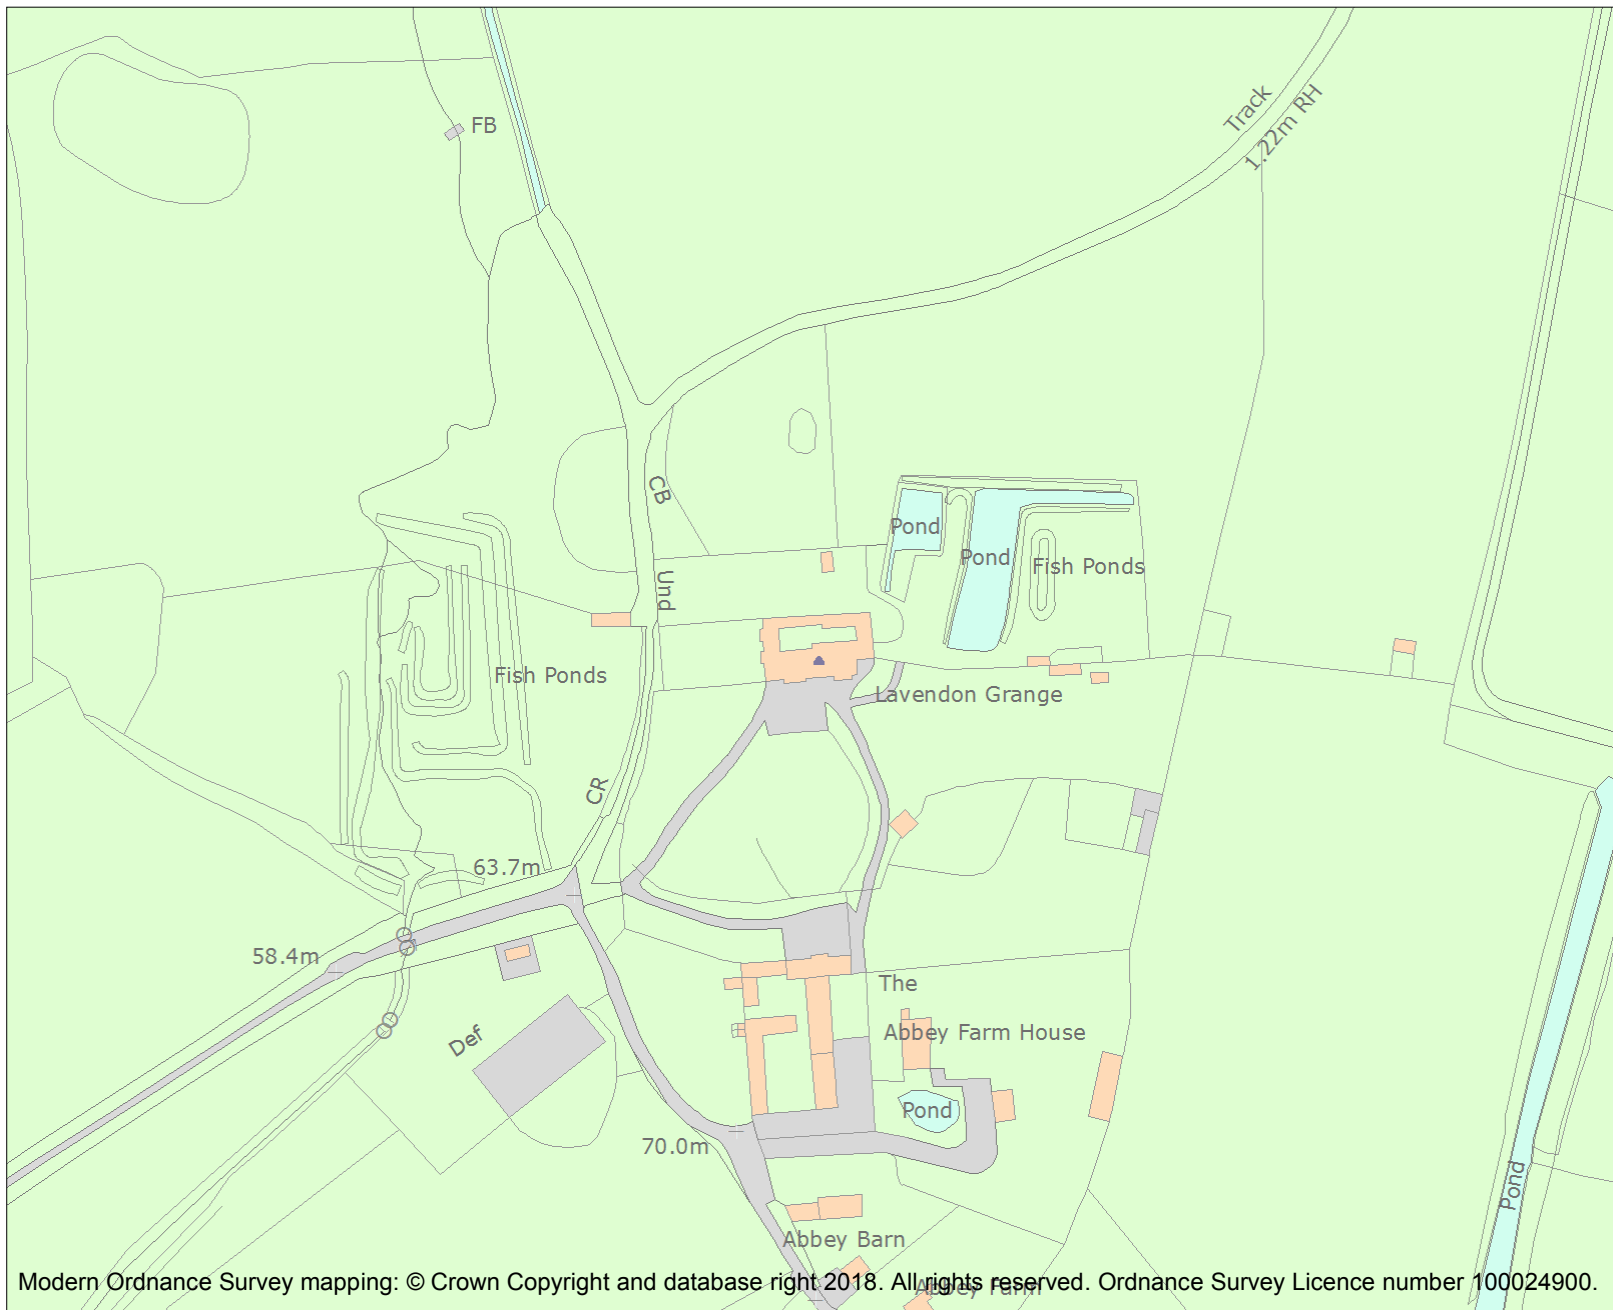 Track
1.22m RH
FB
CB
Pond
Pond
Fish Ponds
Und
Fish Ponds
Lavendon Grange
CR
63.7m
58.4m
The
Abbey Farm House
Def
Pond
70.0m
Pond
Abbey Barn
Abbey Farm
Modern Ordnance Survey mapping: © Crown Copyright and database right 2018. All rights reserved. Ordnance Survey Licence number 100024900.